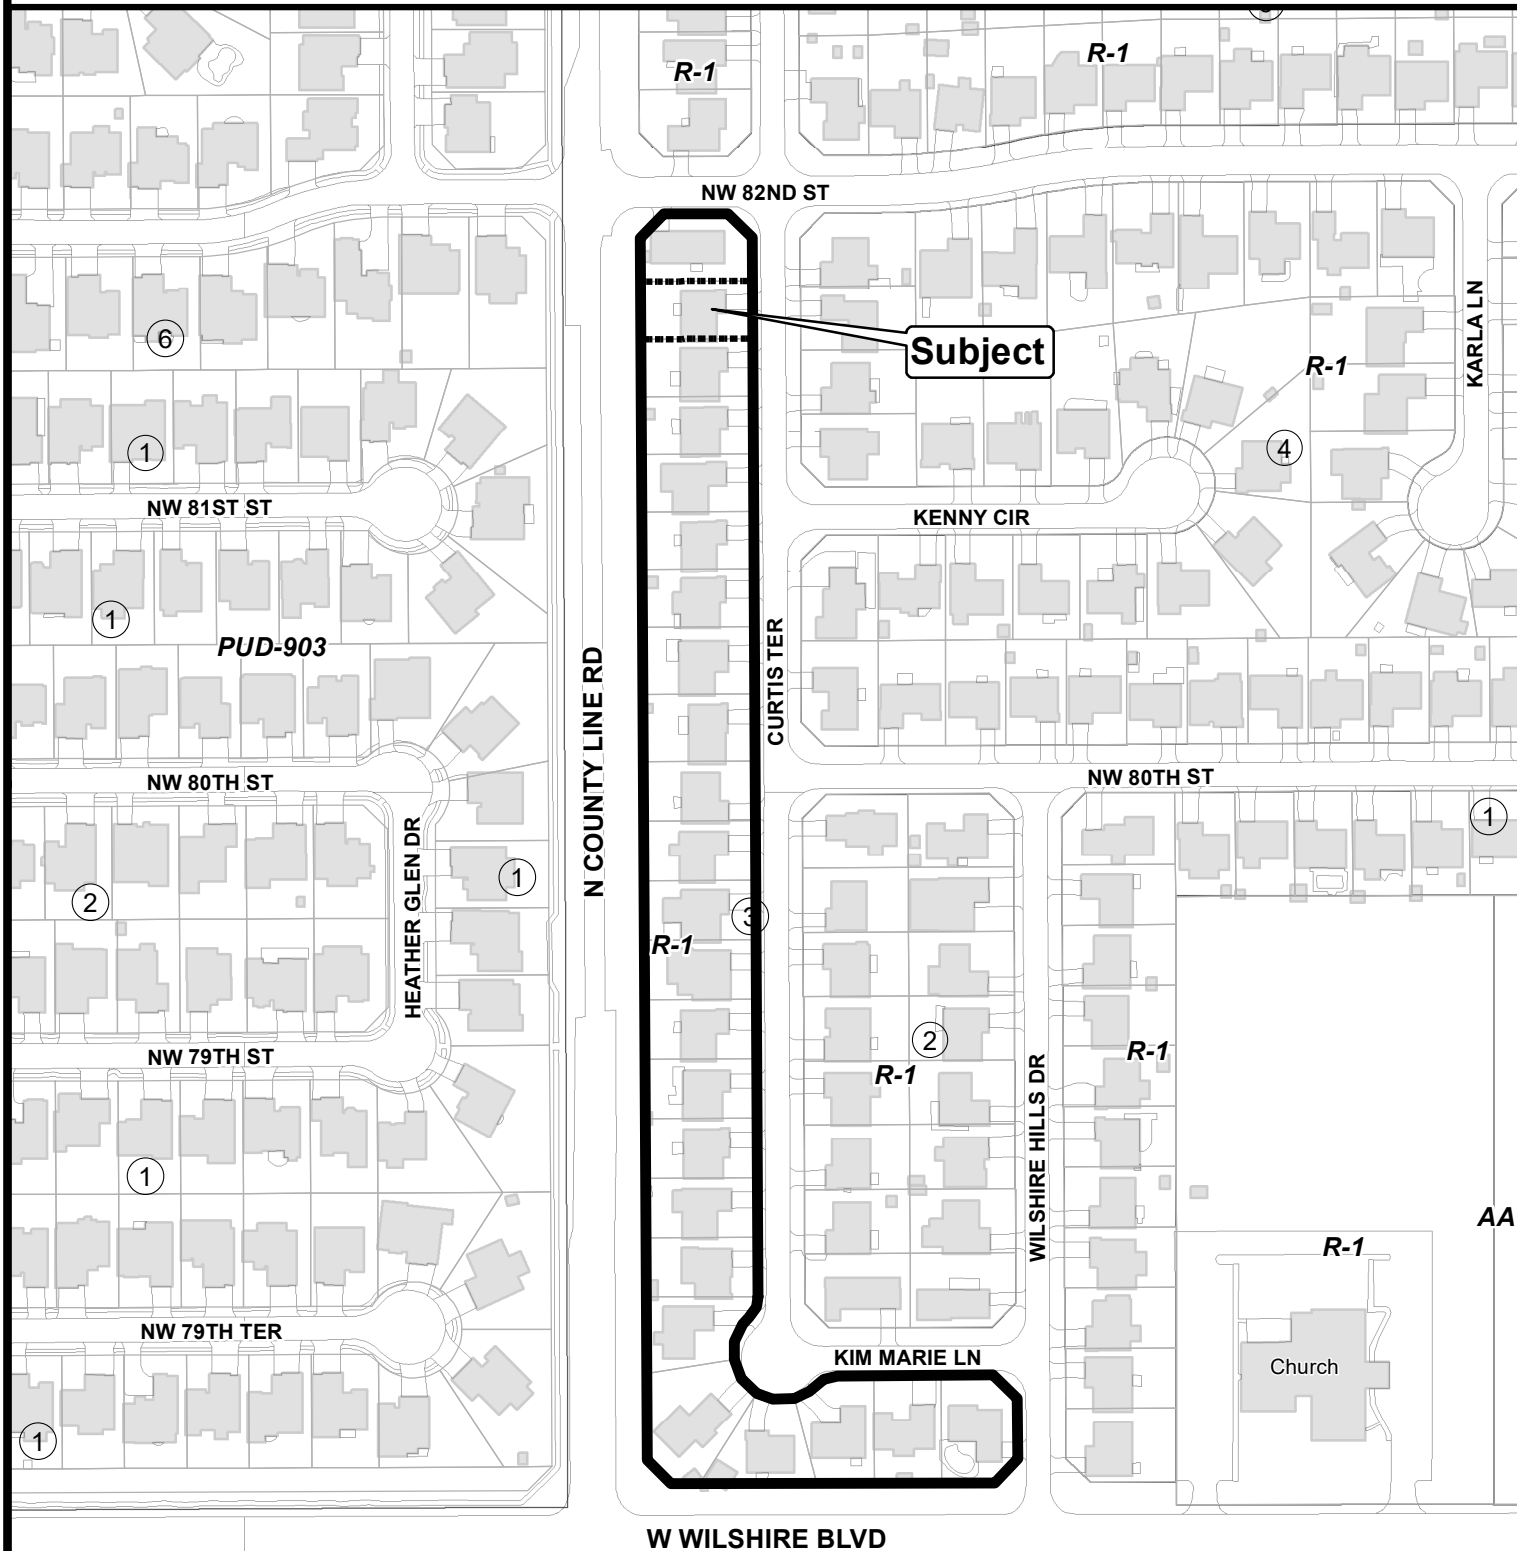 R-1
R-1
NW 82ND ST
Subject
6
R-1
KARLA LN
1
4
NW 81ST ST
KENNY CIR
1
PUD-903
N COUNTY LINE RD
CURTIS TER
NW 80TH ST
NW 80TH ST
1
HEATHER GLEN DR
1
2
3
R-1
NW 79TH ST
2
R-1
R-1
WILSHIRE HILLS DR
1
AA
R-1
NW 79TH TER
KIM MARIE LN
Church
1
W WILSHIRE BLVD